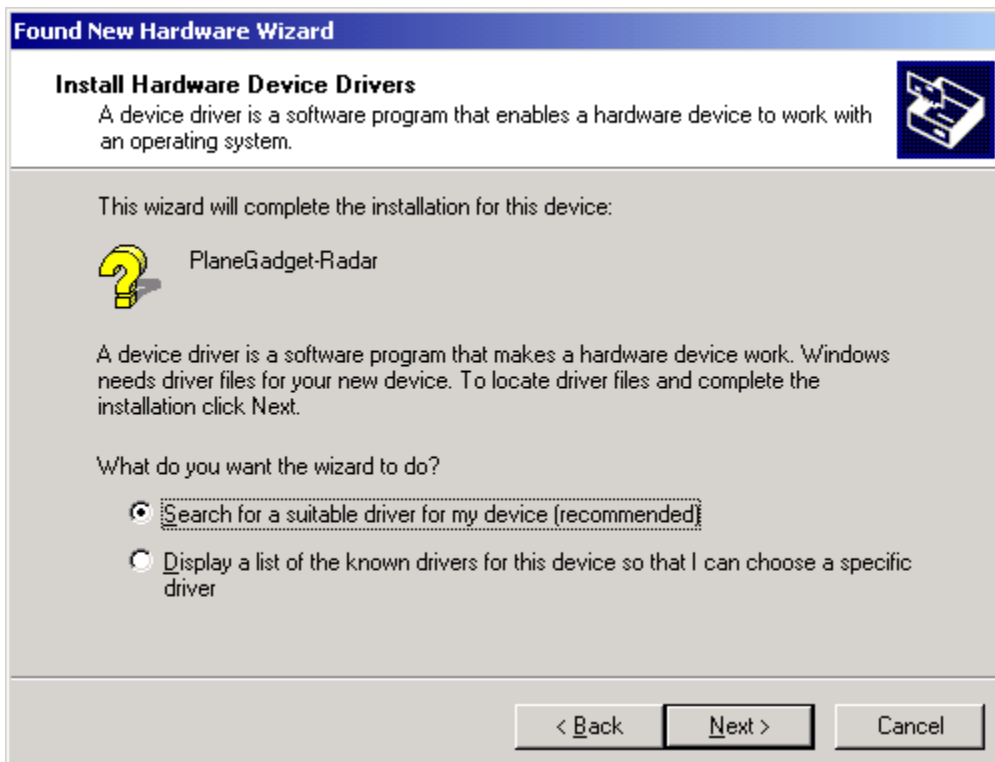 Found New Hardware Wizard
Install Hardware Device Drivers
A device driver is a software program that enables a hardware device to work with
an operating system.
This wizard will complete the installation for this device:
PlaneGadget-Radar
A device driver is a software program that makes a hardware device work. Windows
needs driver files for your new device. To locate driver files and complete the
installation click Next.
What do you want the wizard to do?
Search for a suitable driver for my device (recommended)
Display a list of the known drivers for this device so that I can choose a specific
driver
< Back
Next >
Cancel